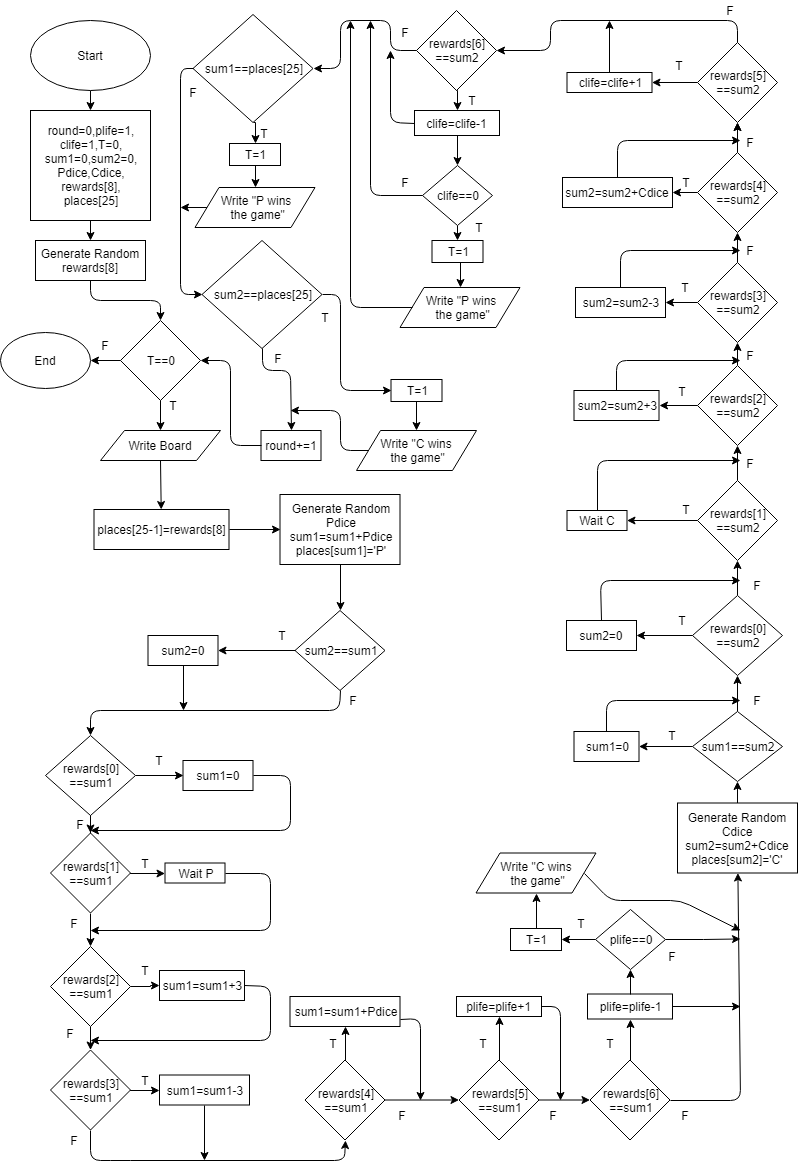 Start
round=0,plife=1,
clife=1,T=0,
sum1=0,sum2=0,
Pdice,Cdice,
rewards[8],
places[25]
Generate Random
rewards[8]
T==0
F
End
T
Write Board
places[25-1]=rewards[8]
Generate Random
Pdice
sum1=sum1+Pdice
places[sum1]='P'
sum2==sum1
T
sum2=0
F
rewards[0]
==sum1
T
sum1=0
F
rewards[1]
==sum1
T
Wait P
F
rewards[2]
==sum1
T
sum1=sum1+3
F
rewards[3]
==sum1
T
sum1=sum1-3
F
rewards[4]
==sum1
T
sum1=sum1+Pdice
F
rewards[5]
==sum1
T
plife=plife+1
F
rewards[6]
==sum1
T
plife=plife-1
F
plife==0
T
F
T=1
Write "C wins
the game"
Generate Random
Cdice
sum2=sum2+Cdice
places[sum2]='C'
sum1==sum2
T
sum1=0
F
rewards[0]
==sum2
T
sum2=0
F
rewards[1]
==sum2
T
Wait C
F
rewards[2]
==sum2
T
sum2=sum2+3
F
rewards[3]
==sum2
T
sum2=sum2-3
F
rewards[4]
==sum2
T
sum2=sum2+Cdice
F
rewards[5]
==sum2
T
clife=clife+1
F
rewards[6]
==sum2
F
T
clife=clife-1
clife==0
F
T
T=1
Write "P wins
the game"
sum1==places[25]
F
T
T=1
Write "P wins
the game"
sum2==places[25]
T
F
T=1
Write "C wins
the game"
round+=1